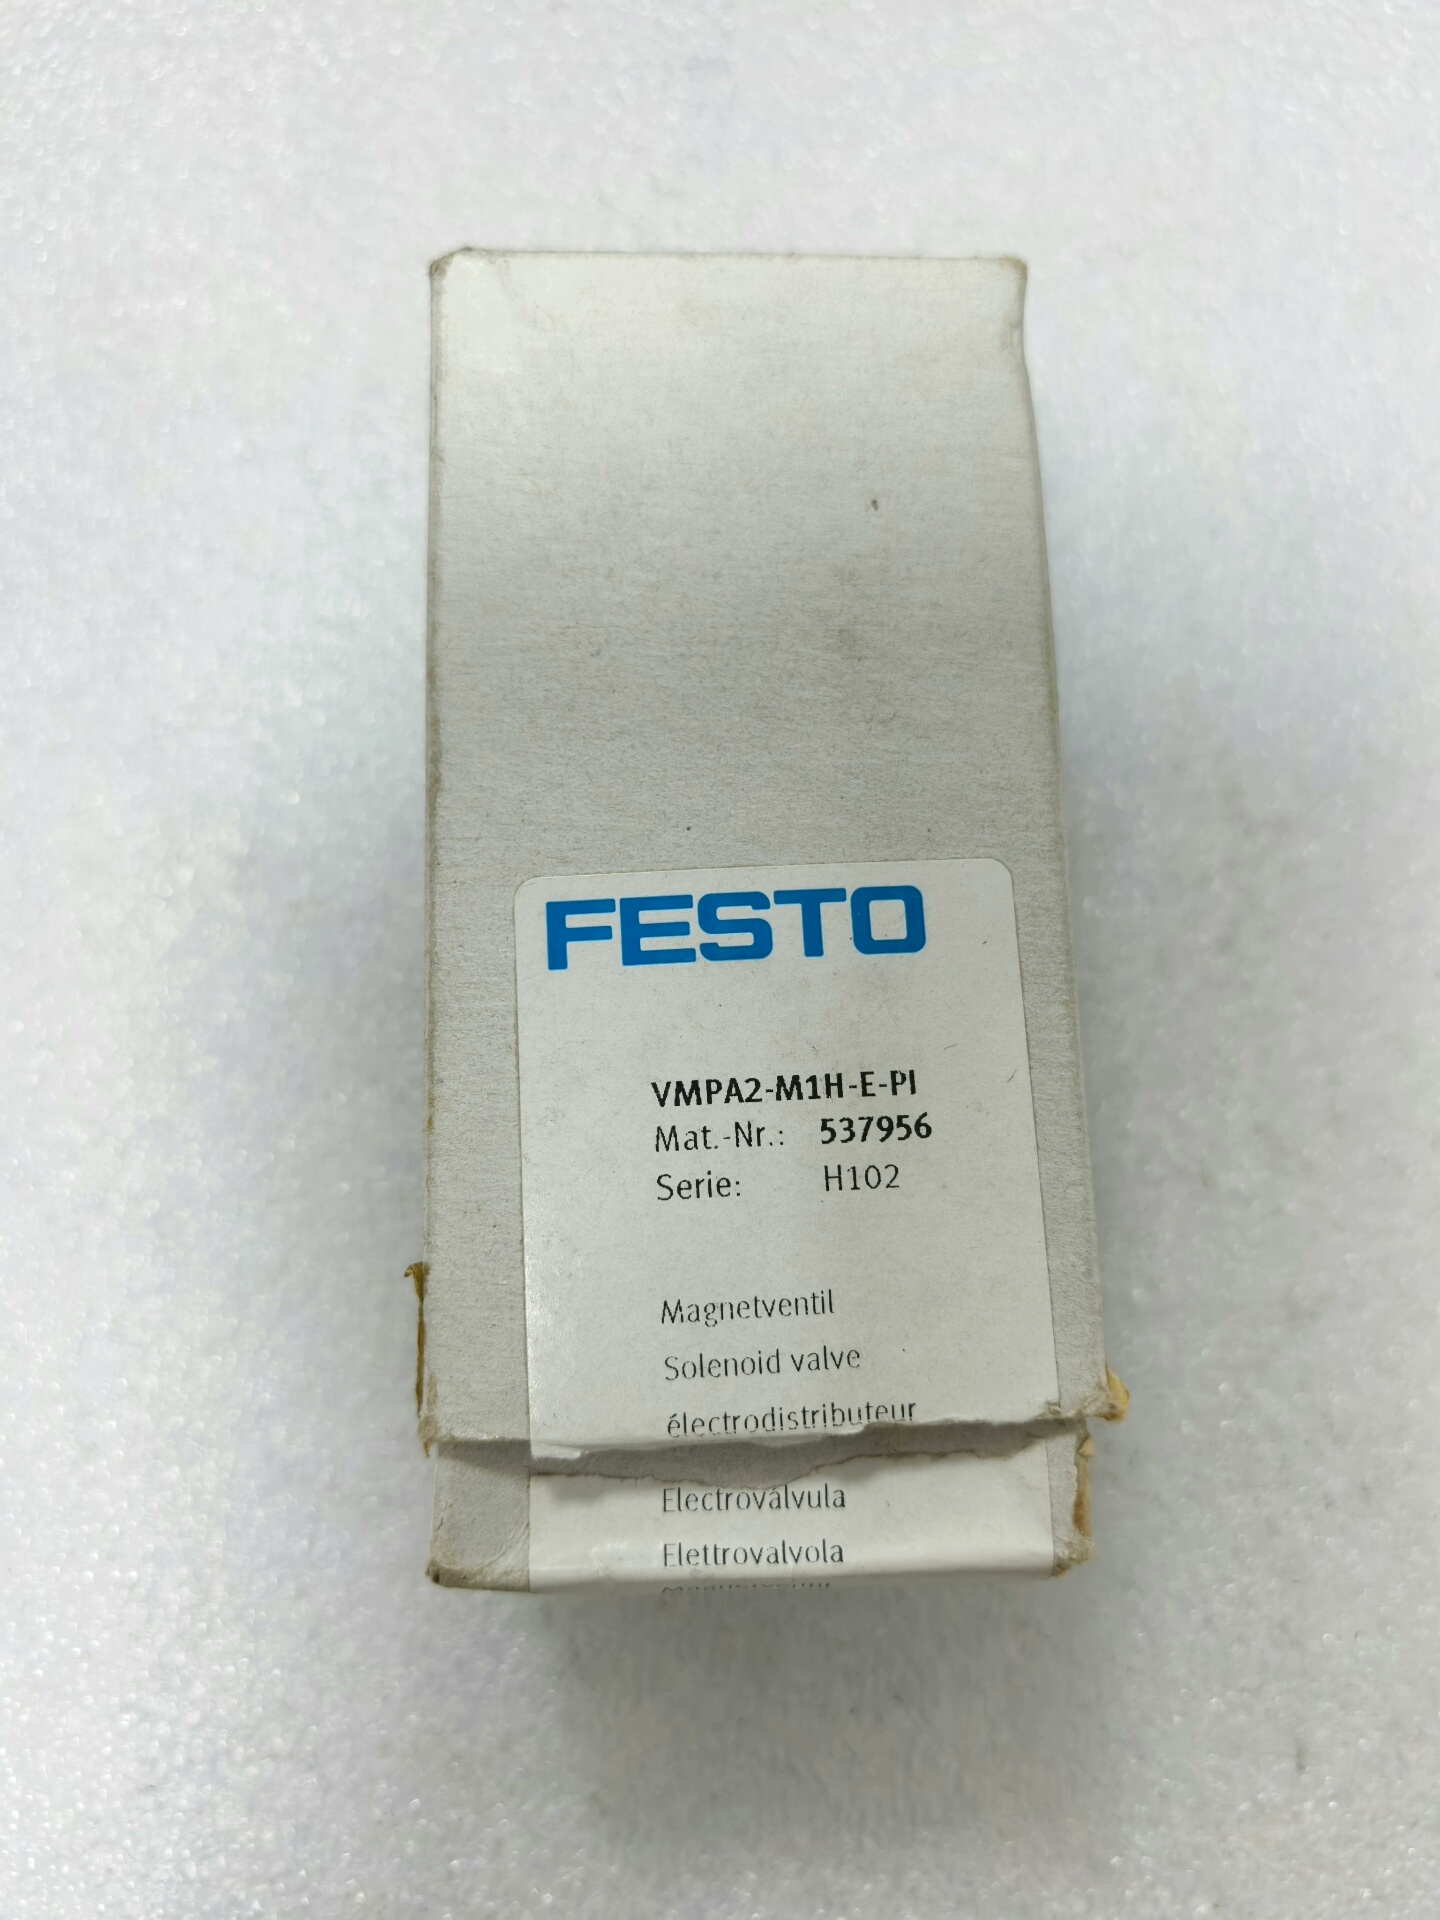 FESTO
VMPA2-M1H-E-PI
Mat.-Nr.: 537956
Serie: H102
Magnetventil
Solenoid valve
électrodistributeur
Electroválvula
Elettrovalvola